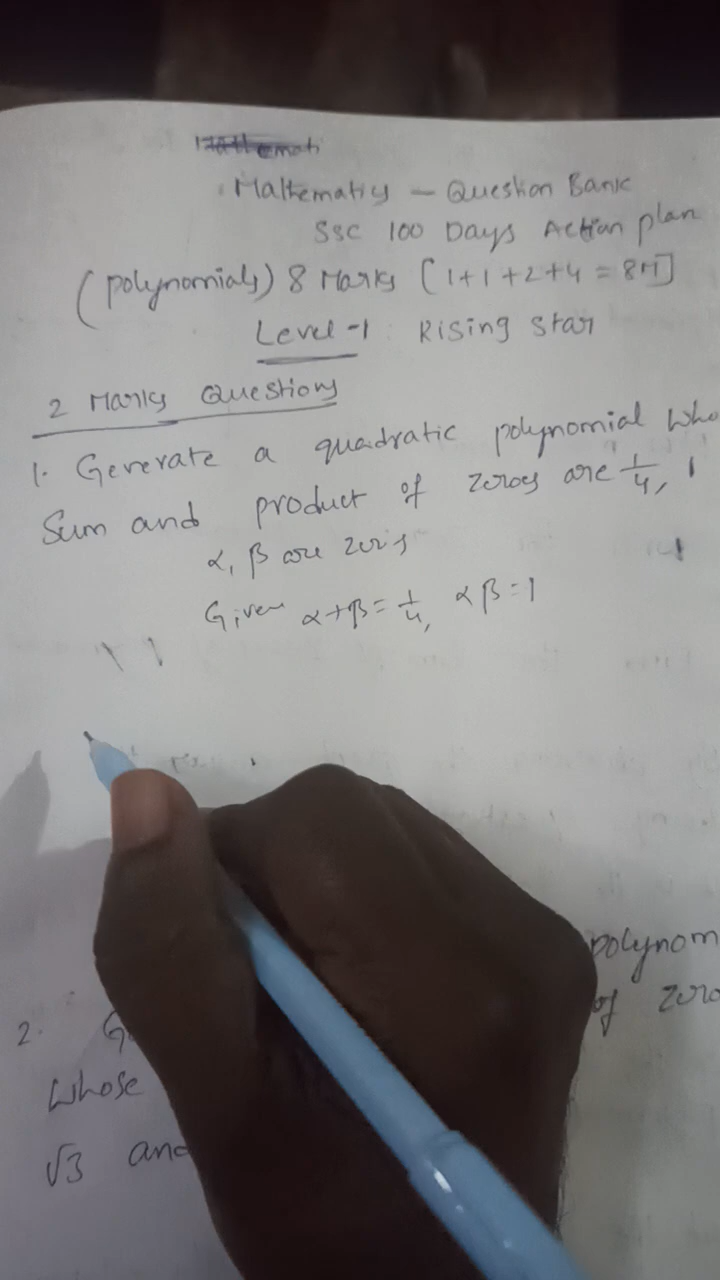 Mathemati
Mathematics - Question Bank
SSC 100 Days Action plan
(polynomials) 8 Marks [1+1+2+4=8M]
Level-1 Rising Star
2 Marks Questions
1. Generate a quadratic polynomial who
Sum and product of zeroes are 1/4, 1
α, β are
Given α+β=1/4, αβ=1
polynom
2. G of zero
whose
√3 and